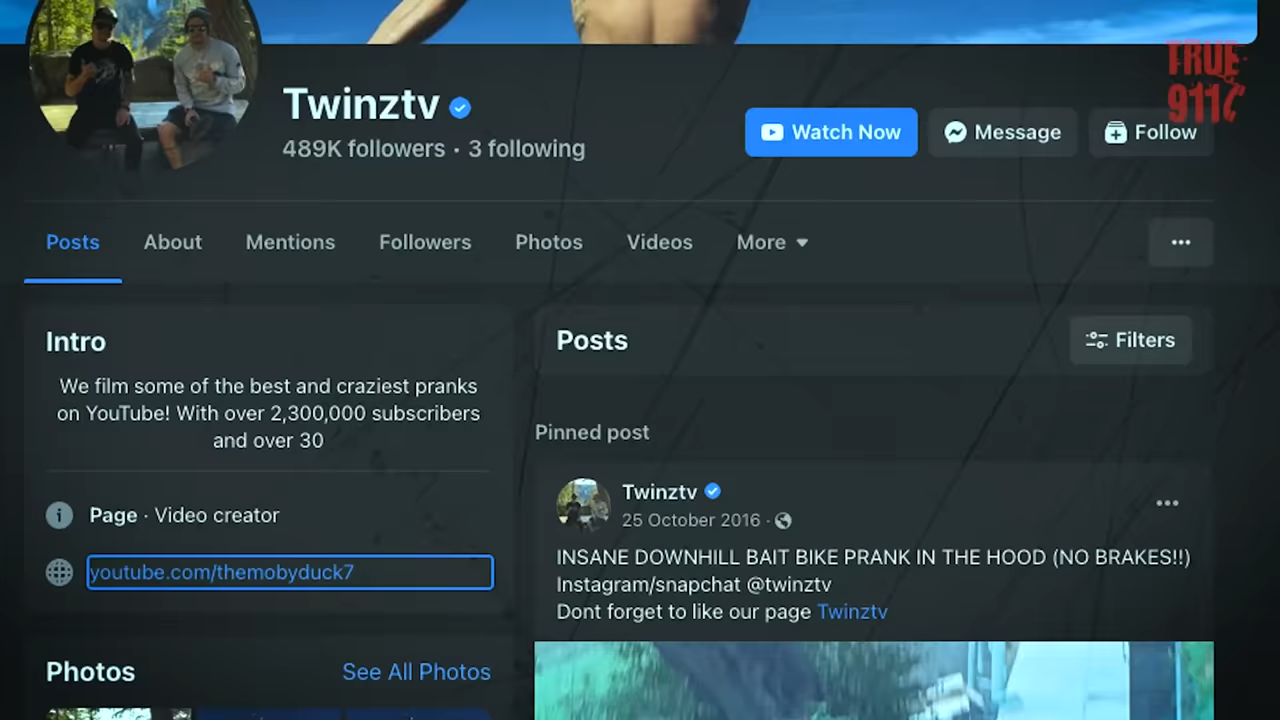 TRUE
911
Twinztv
489K followers · 3 following
Watch Now
Message
Follow
Posts
About
Mentions
Followers
Photos
Videos
More
Intro
We film some of the best and craziest pranks
on YouTube! With over 2,300,000 subscribers
and over 30
Page · Video creator
youtube.com/themobyduck7
Photos
See All Photos
Posts
Filters
Pinned post
Twinztv
25 October 2016 ·
INSANE DOWNHILL BAIT BIKE PRANK IN THE HOOD (NO BRAKES!!)
Instagram/snapchat @twinztv
Dont forget to like our page Twinztv